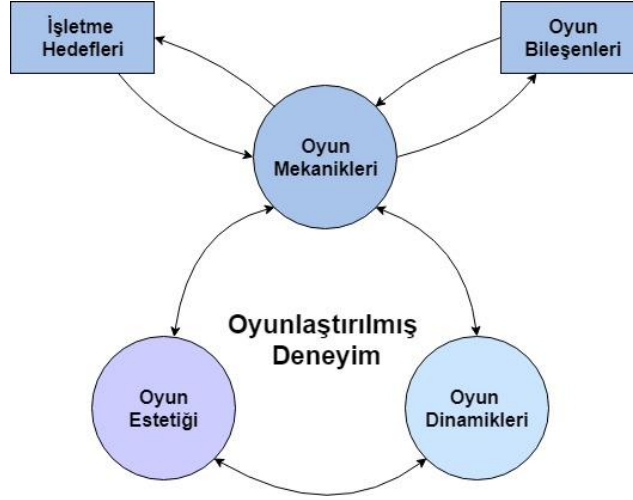 İşletme
Hedefleri
Oyun
Bileşenleri
Oyun
Mekanikleri
Oyunlaştırılmış
Deneyim
Oyun
Estetiği
Oyun
Dinamikleri